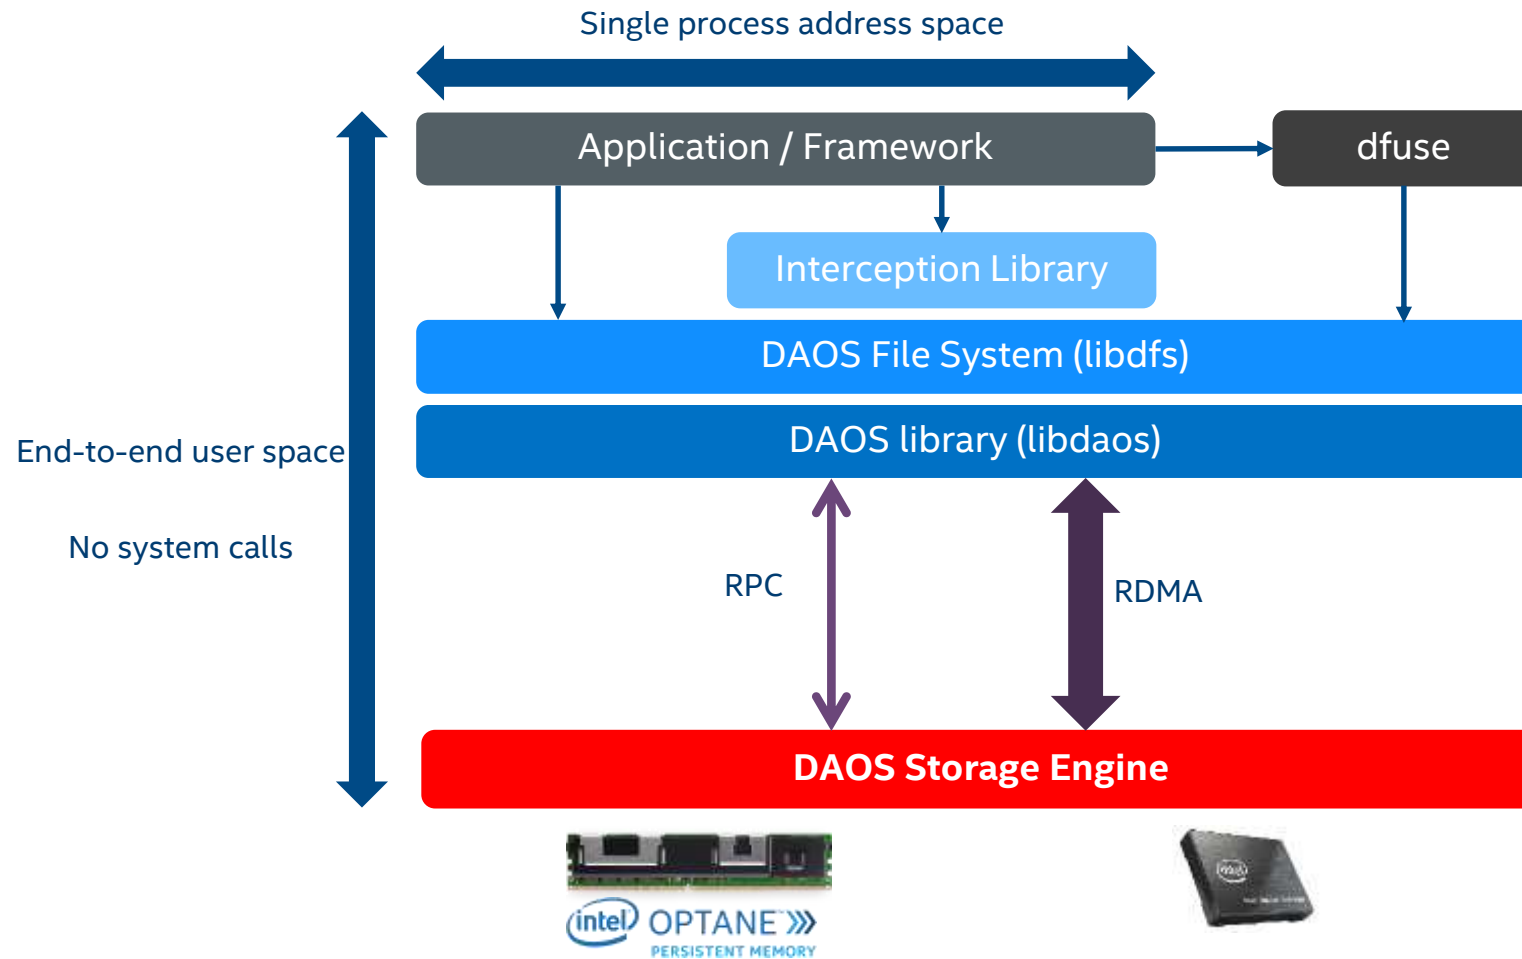 Single process address space
Application / Framework
dfuse
Interception Library
DAOS File System (libdfs)
DAOS library (libdaos)
End-to-end user space
No system calls
RPC
RDMA
DAOS Storage Engine
intel OPTANE
PERSISTENT MEMORY
intel